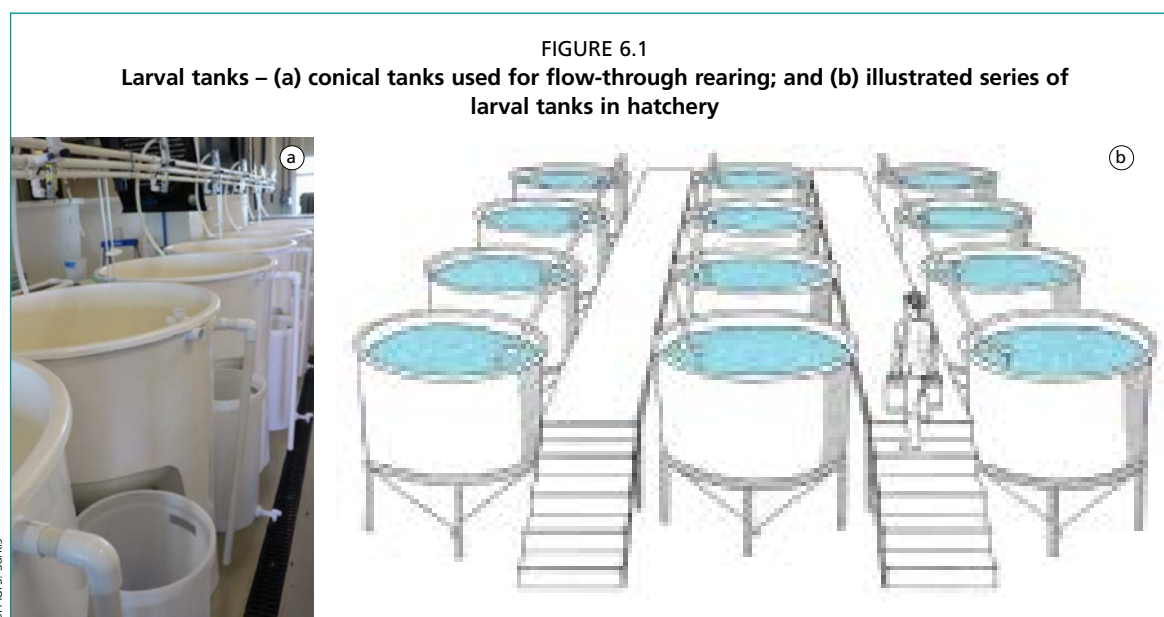 FIGURE 6.1
Larval tanks – (a) conical tanks used for flow-through rearing; and (b) illustrated series of
larval tanks in hatchery
a
b